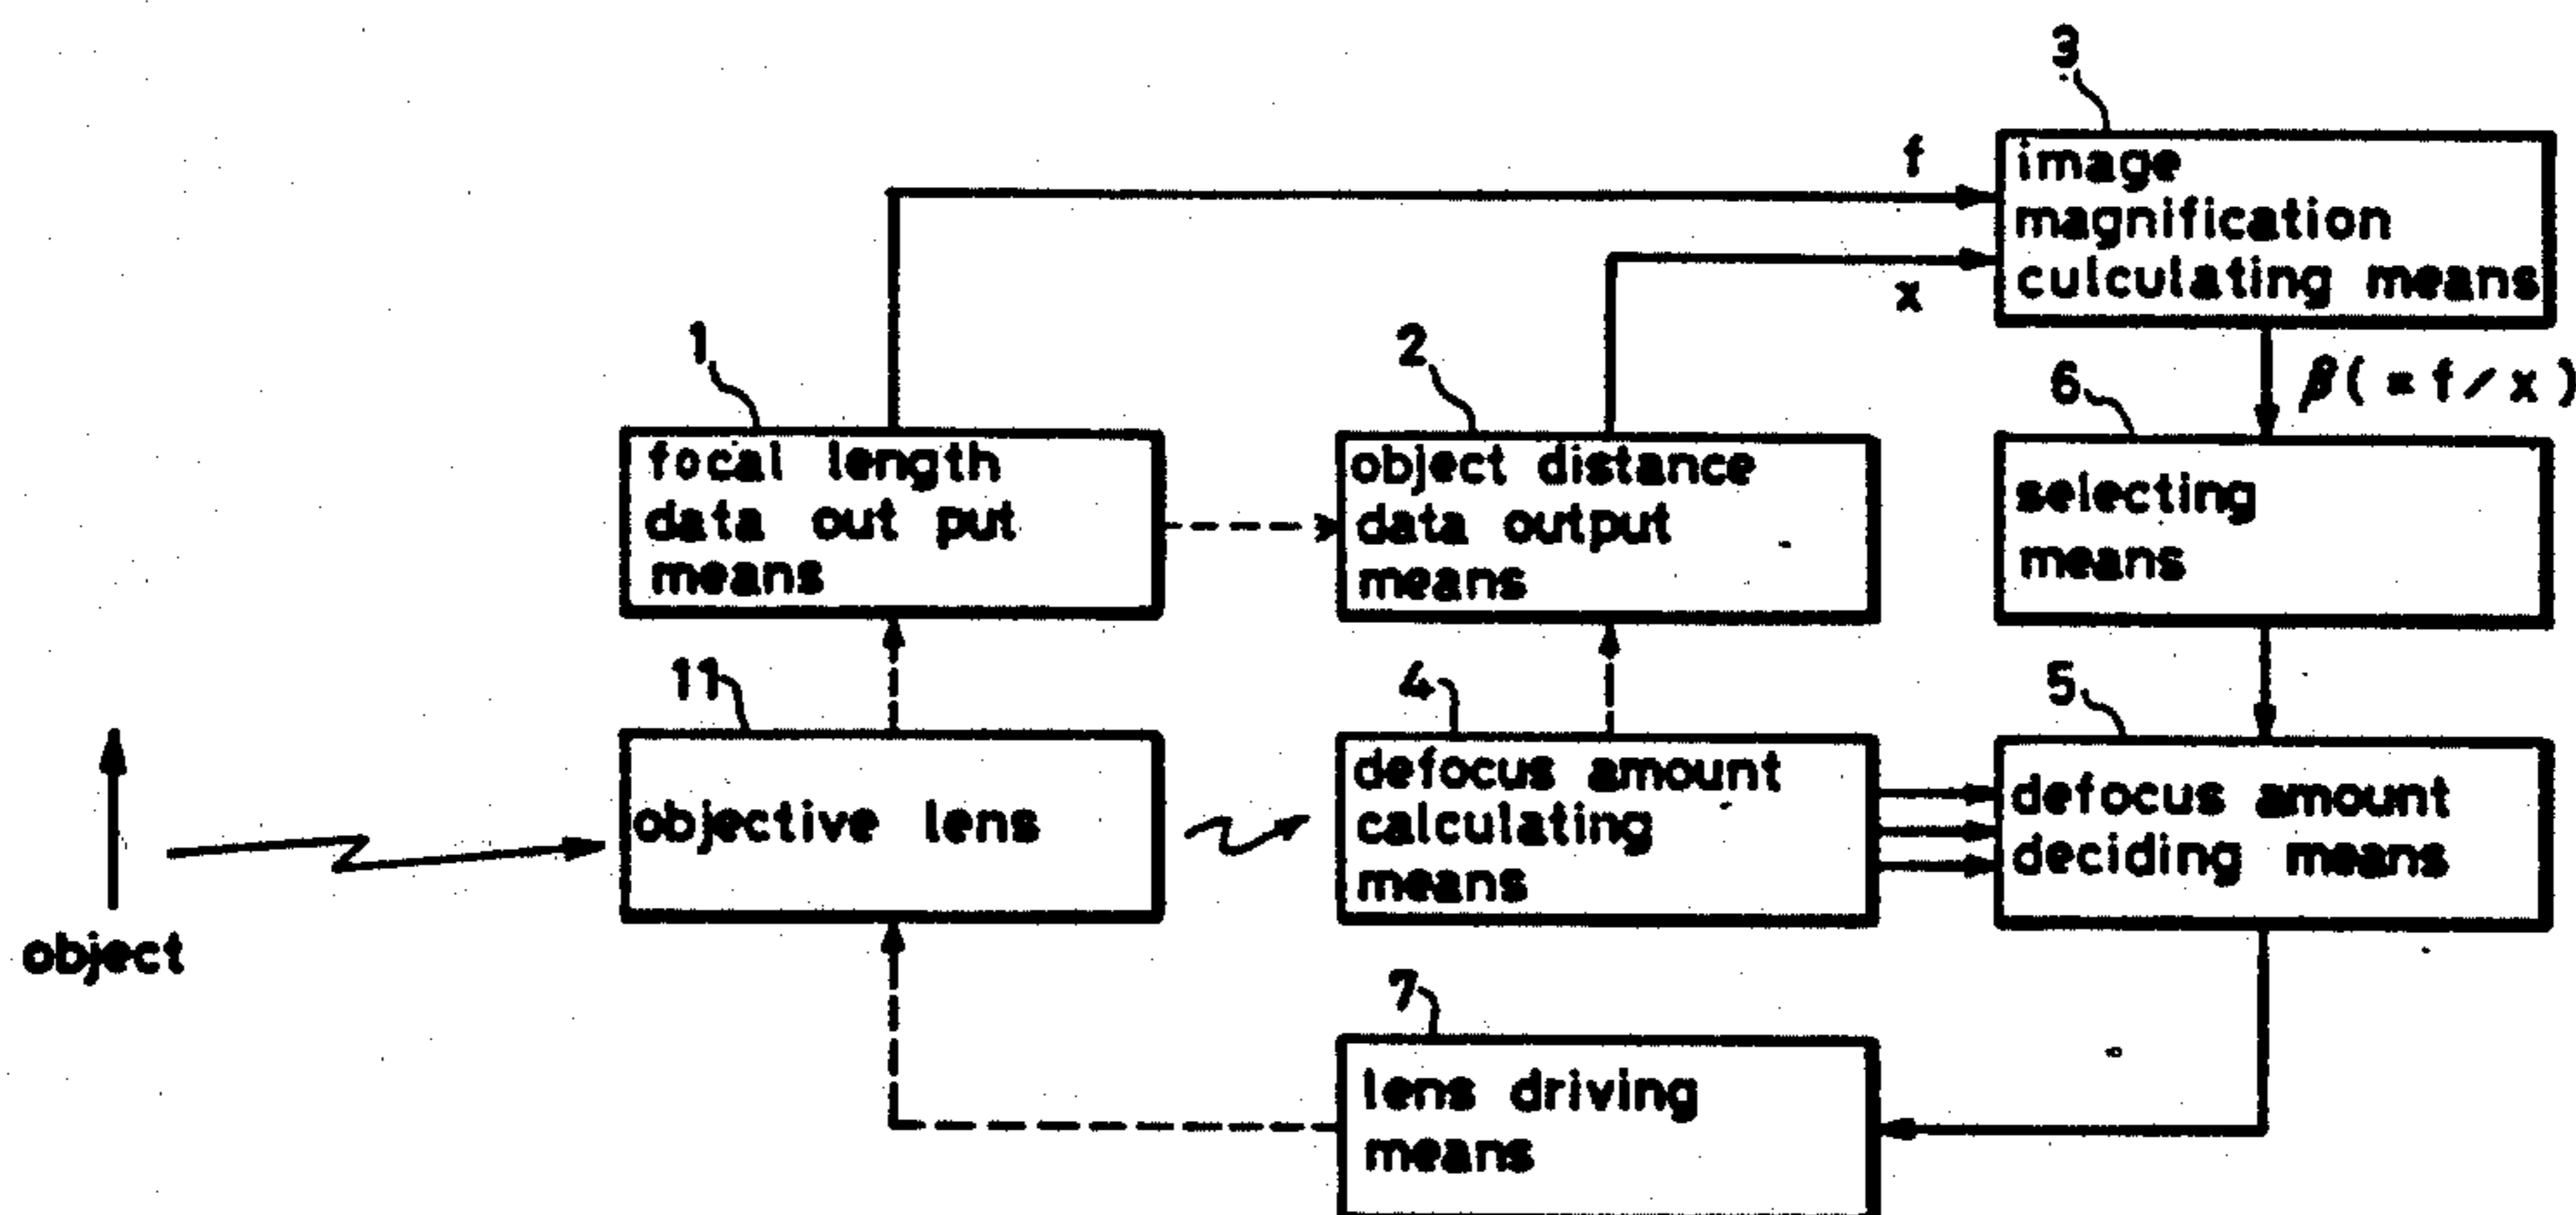 3
f
image
magnification
culculating means
x
1
2
6
β(=f/x)
focal length
data out put
means
object distance
data output
means
selecting
means
11
4
5
objective lens
defocus amount
calculating
means
defocus amount
deciding means
object
7
lens driving
means